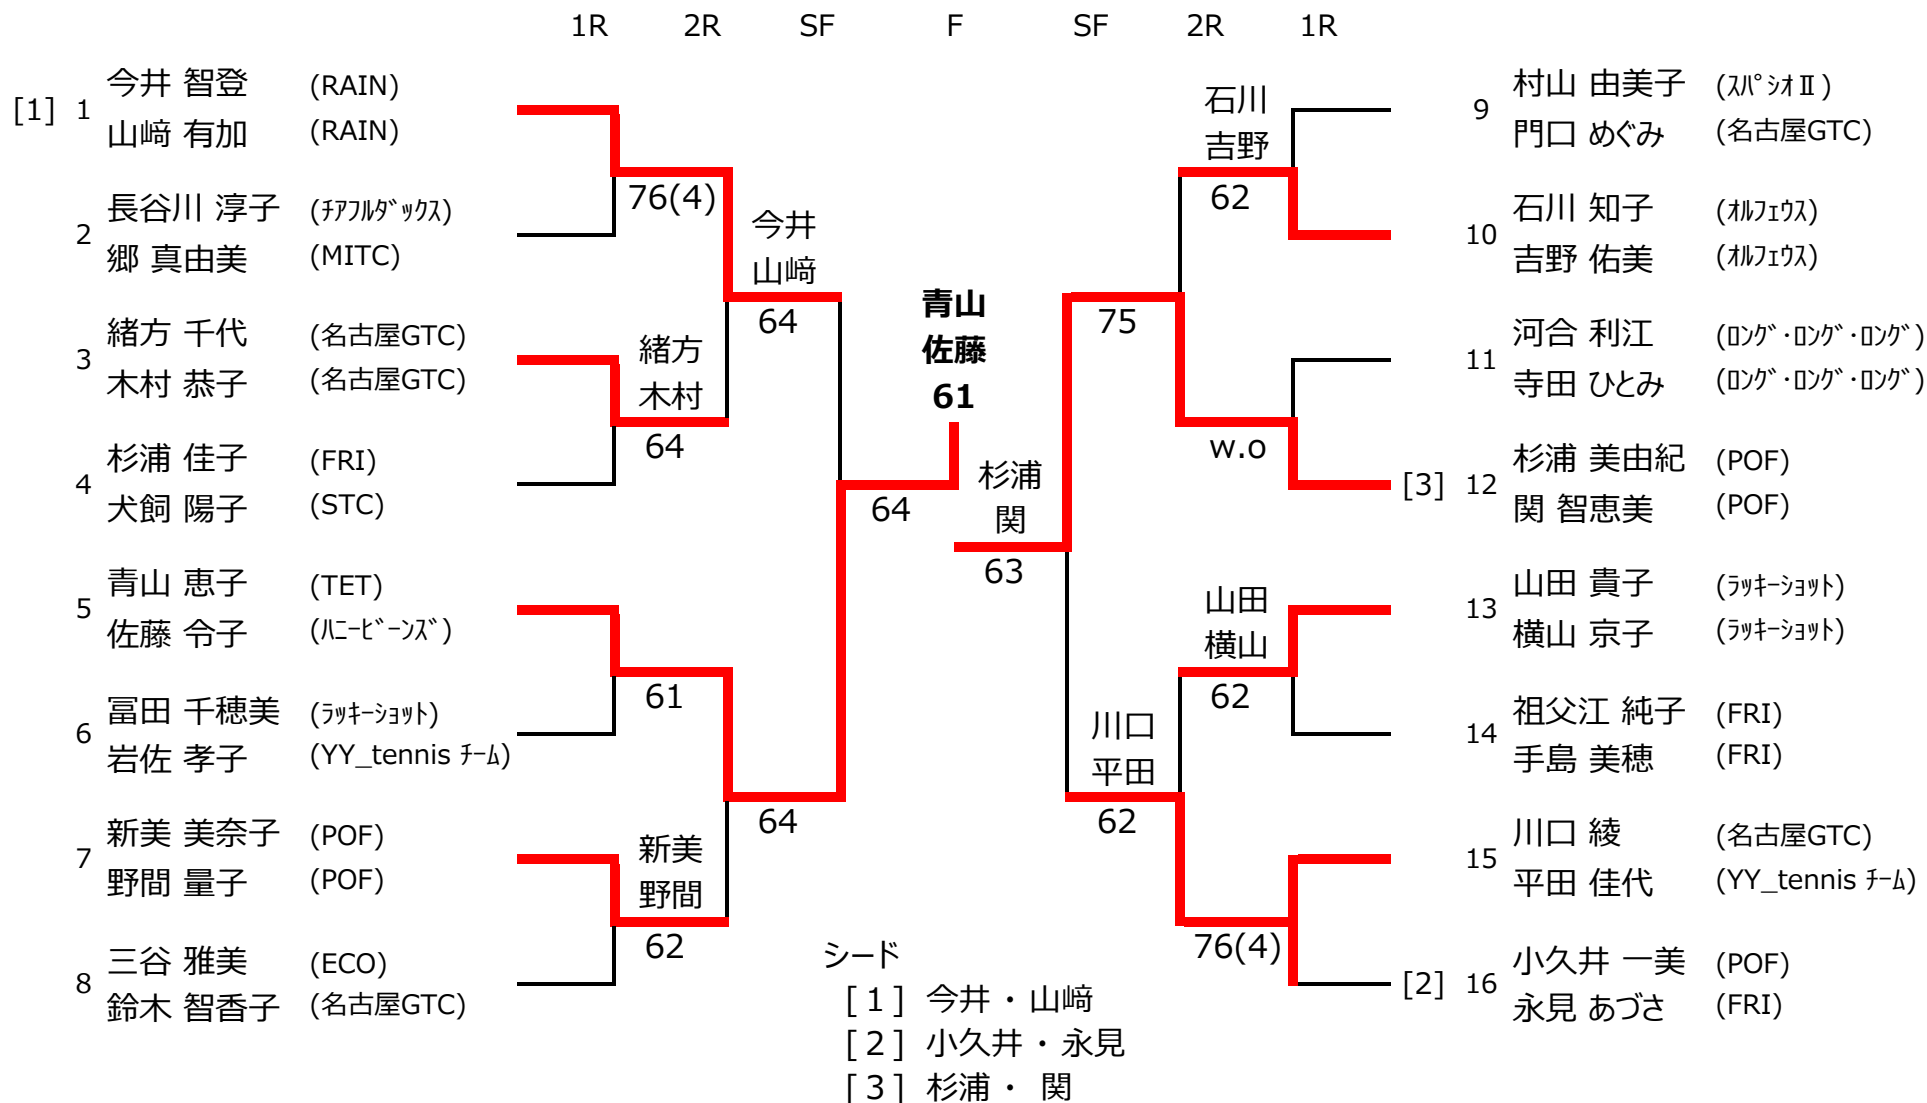 1R 2R SF F SF 2R 1R
[1] 1 今井 智登 (RAIN)
山﨑 有加 (RAIN)
2 長谷川 淳子 (ﾁｱﾌﾙﾀﾞｯｸｽ)
郷 真由美 (MITC)
3 緒方 千代 (名古屋GTC)
木村 恭子 (名古屋GTC)
4 杉浦 佳子 (FRI)
犬飼 陽子 (STC)
5 青山 恵子 (TET)
佐藤 令子 (ﾊﾆｰﾋﾞｰﾝｽﾞ)
6 冨田 千穂美 (ﾗｯｷｰｼｮｯﾄ)
岩佐 孝子 (YY_tennis ﾁｰﾑ)
7 新美 美奈子 (POF)
野間 量子 (POF)
8 三谷 雅美 (ECO)
鈴木 智香子 (名古屋GTC)
76(4)
緒方
木村
64
61
新美
野間
62
今井
山﨑
64
64
64
青山
佐藤
61
杉浦
関
63
75
川口
平田
62
石川
吉野
62
w.o
山田
横山
62
76(4)
9 村山 由美子 (ｽﾊﾟｼｵⅡ)
門口 めぐみ (名古屋GTC)
10 石川 知子 (ｵﾙﾌｪｳｽ)
吉野 佑美 (ｵﾙﾌｪｳｽ)
11 河合 利江 (ﾛﾝｸﾞ･ﾛﾝｸﾞ･ﾛﾝｸﾞ)
寺田 ひとみ (ﾛﾝｸﾞ･ﾛﾝｸﾞ･ﾛﾝｸﾞ)
[3] 12 杉浦 美由紀 (POF)
関 智恵美 (POF)
13 山田 貴子 (ﾗｯｷｰｼｮｯﾄ)
横山 京子 (ﾗｯｷｰｼｮｯﾄ)
14 祖父江 純子 (FRI)
手島 美穂 (FRI)
15 川口 綾 (名古屋GTC)
平田 佳代 (YY_tennis ﾁｰﾑ)
[2] 16 小久井 一美 (POF)
永見 あづさ (FRI)
シード
[ 1 ] 今井 ・ 山﨑
[ 2 ] 小久井 ・ 永見
[ 3 ] 杉浦 ・ 関